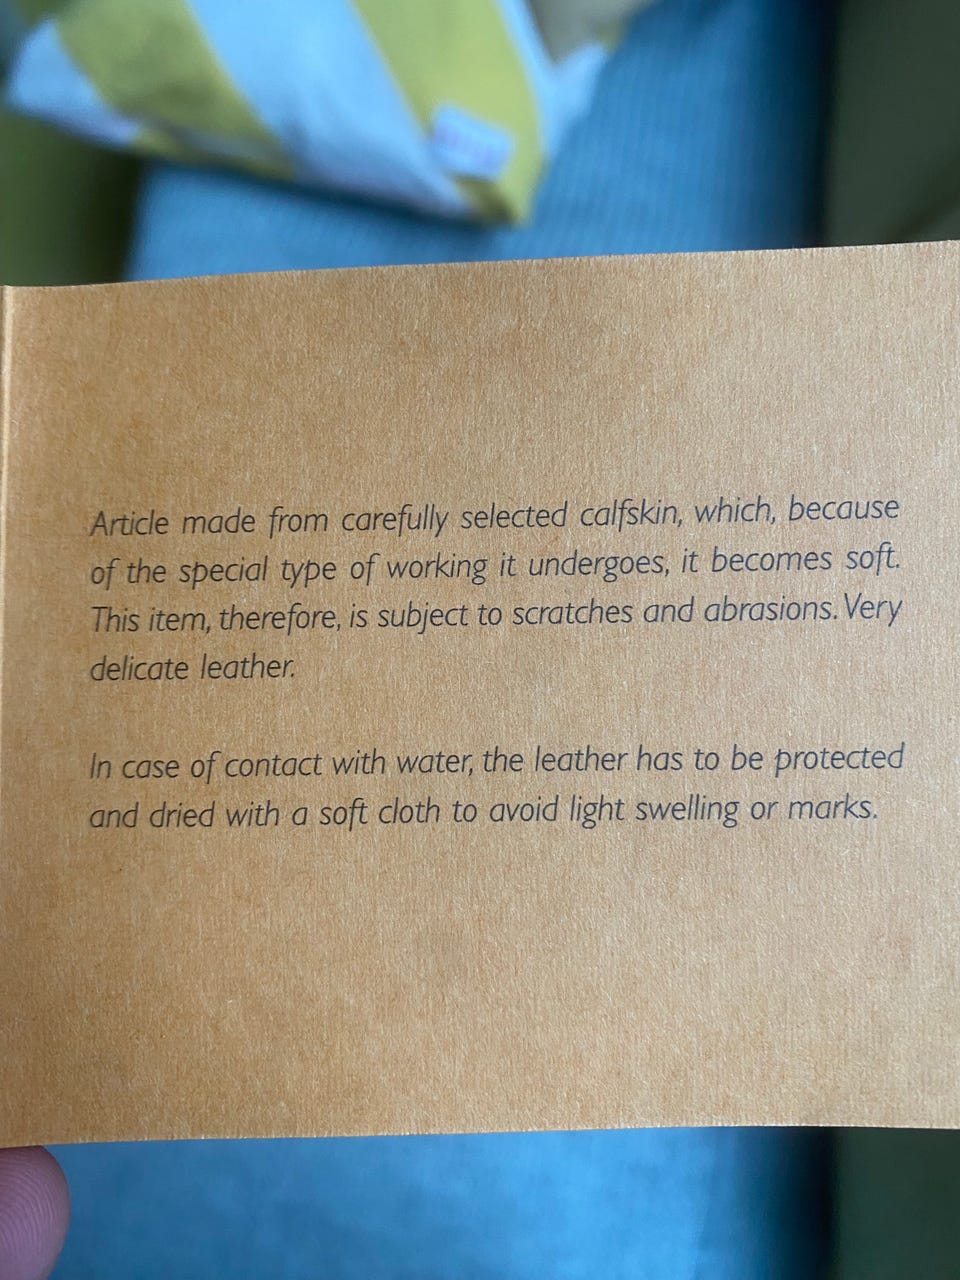 Article made from carefully selected calfskin, which, because
of the special type of working it undergoes, it becomes soft.
This item, therefore, is subject to scratches and abrasions. Very
delicate leather.
In case of contact with water, the leather has to be protected
and dried with a soft cloth to avoid light swelling or marks.